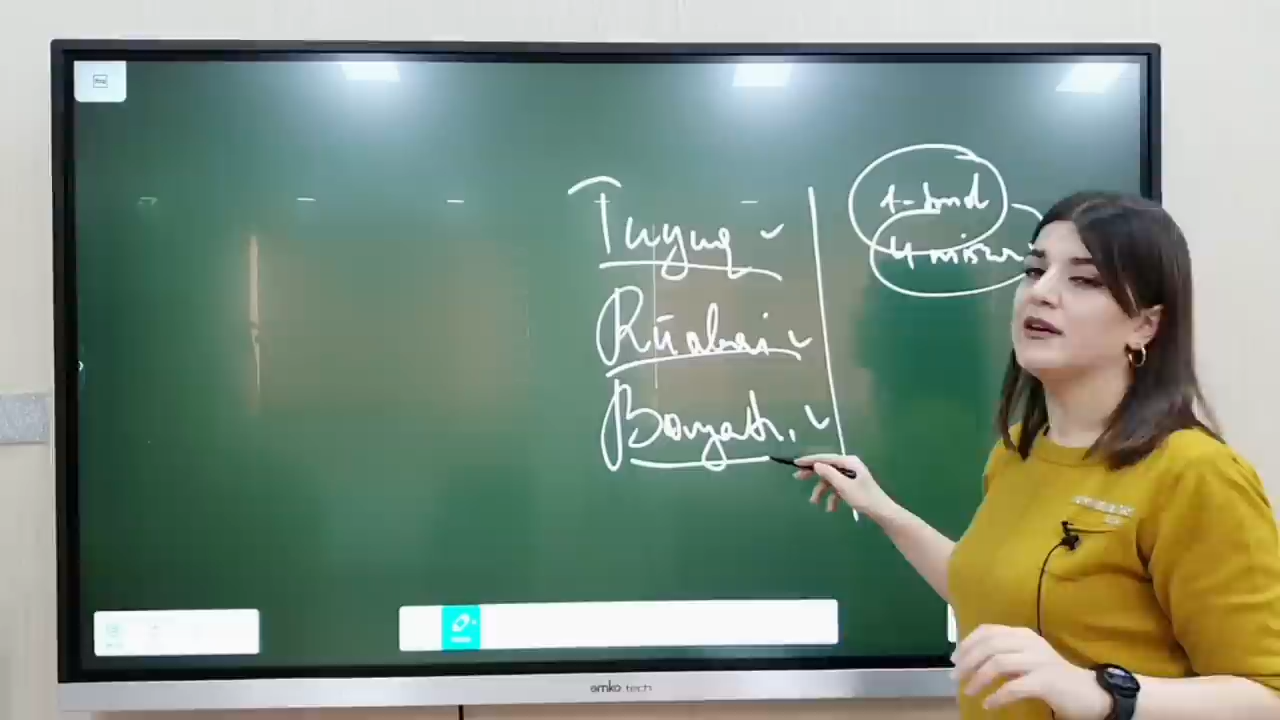 Tuyuq
Rübai
Bayatı.
1-bənd
4 misra
emko tech